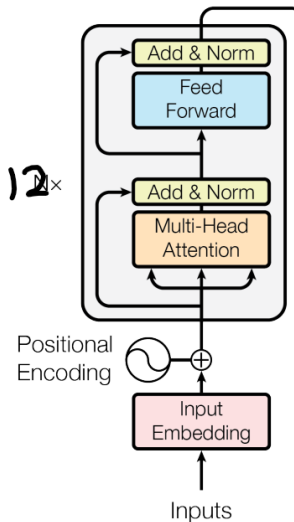 Add & Norm
Feed
Forward
12×
Add & Norm
Multi-Head
Attention
Positional
Encoding
Input
Embedding
Inputs